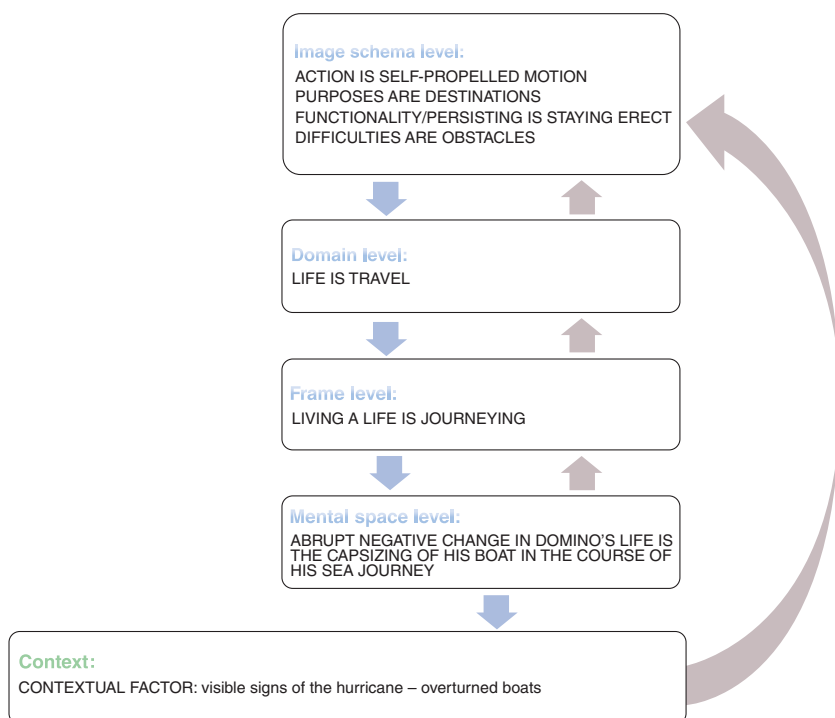 Image schema level:
ACTION IS SELF-PROPELLED MOTION
PURPOSES ARE DESTINATIONS
FUNCTIONALITY/PERSISTING IS STAYING ERECT
DIFFICULTIES ARE OBSTACLES
Domain level:
LIFE IS TRAVEL
Frame level:
LIVING A LIFE IS JOURNEYING
Mental space level:
ABRUPT NEGATIVE CHANGE IN DOMINO’S LIFE IS
THE CAPSIZING OF HIS BOAT IN THE COURSE OF
HIS SEA JOURNEY
Context:
CONTEXTUAL FACTOR: visible signs of the hurricane – overturned boats